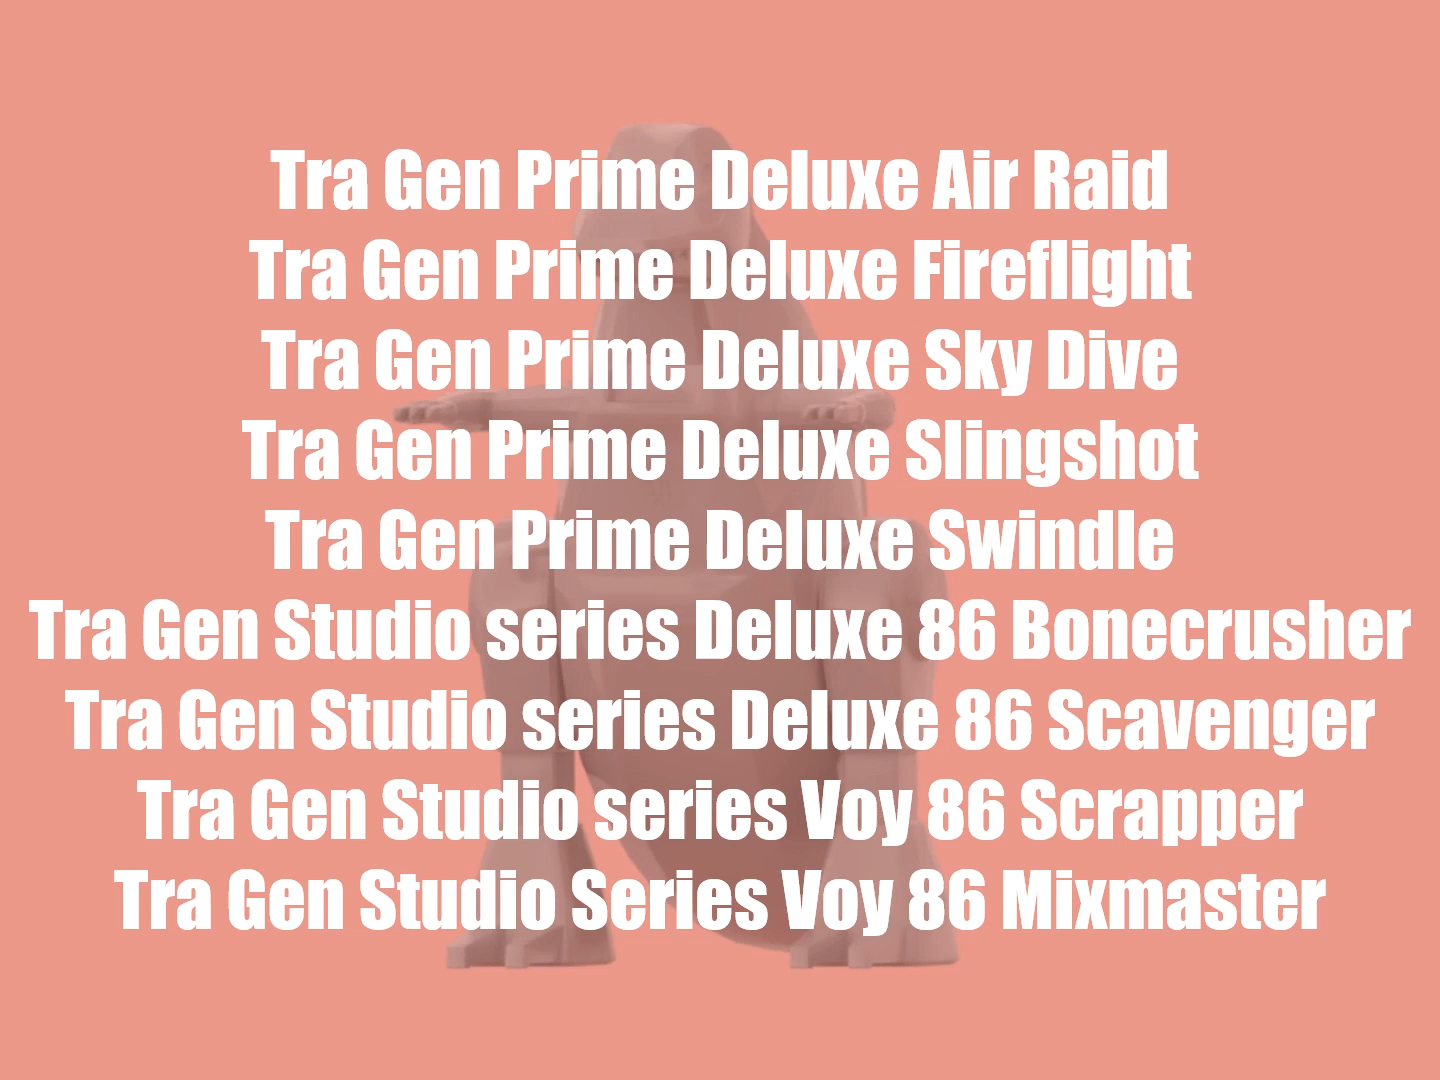 Tra Gen Prime Deluxe Air Raid
Tra Gen Prime Deluxe Fireflight
Tra Gen Prime Deluxe Sky Dive
Tra Gen Prime Deluxe Slingshot
Tra Gen Prime Deluxe Swindle
Tra Gen Studio series Deluxe 86 Bonecrusher
Tra Gen Studio series Deluxe 86 Scavenger
Tra Gen Studio series Voy 86 Scrapper
Tra Gen Studio Series Voy 86 Mixmaster